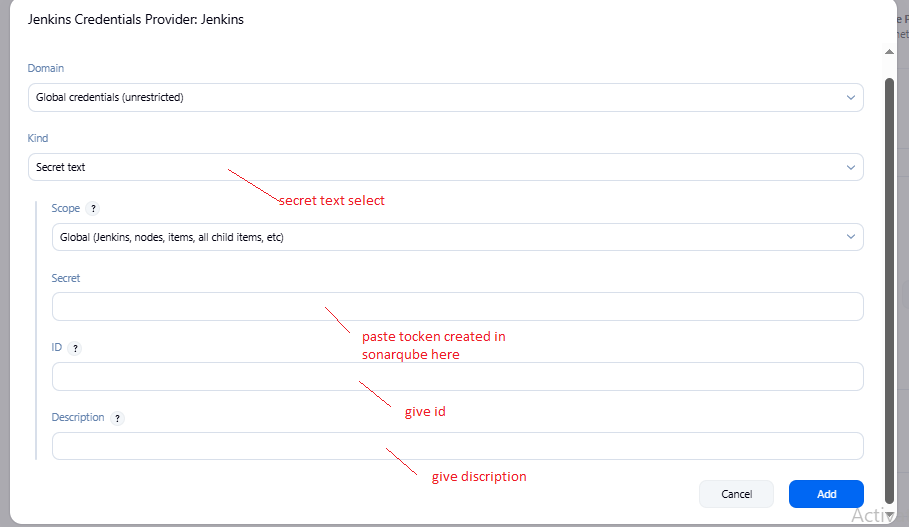 Jenkins Credentials Provider: Jenkins
Domain
Global credentials (unrestricted)
Kind
Secret text
secret text select
Scope ?
Global (Jenkins, nodes, items, all child items, etc)
Secret
paste tocken created in
sonarqube here
ID ?
give id
Description ?
give discription
Cancel
Add